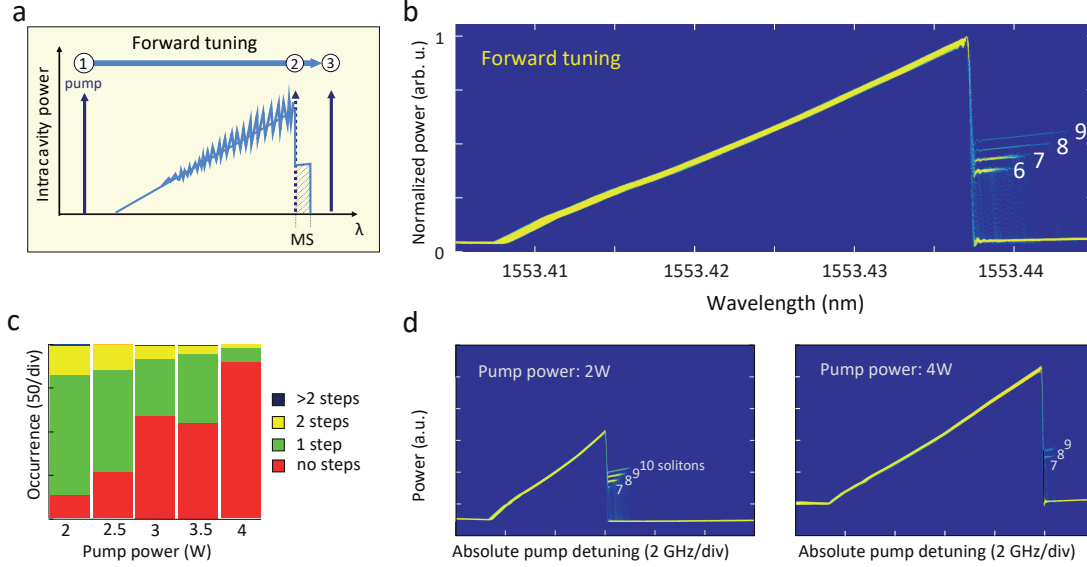 a
Forward tuning
1
2
3
pump
Intracavity power
MS
λ
b
Forward tuning
Normalized power (arb. u.)
1
0
9
8
7
6
1553.41
1553.42
1553.43
1553.44
Wavelength (nm)
c
Occurrence (50/div)
>2 steps
2 steps
1 step
no steps
2
2.5
3
3.5
4
Pump power (W)
d
Power (a.u.)
Pump power: 2W
10 solitons
9
8
7
Absolute pump detuning (2 GHz/div)
Pump power: 4W
9
8
7
Absolute pump detuning (2 GHz/div)